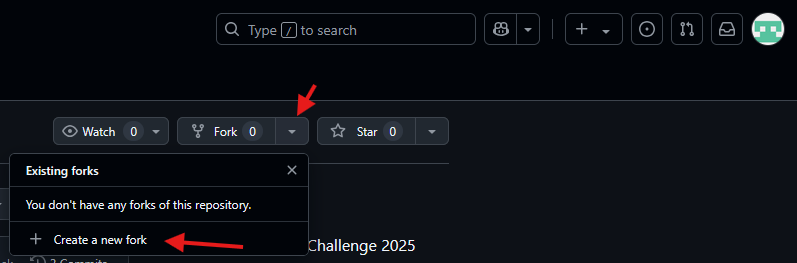 Type / to search
Watch 0
Fork 0
Star 0
Existing forks
You don't have any forks of this repository.
Create a new fork
Challenge 2025
Commits